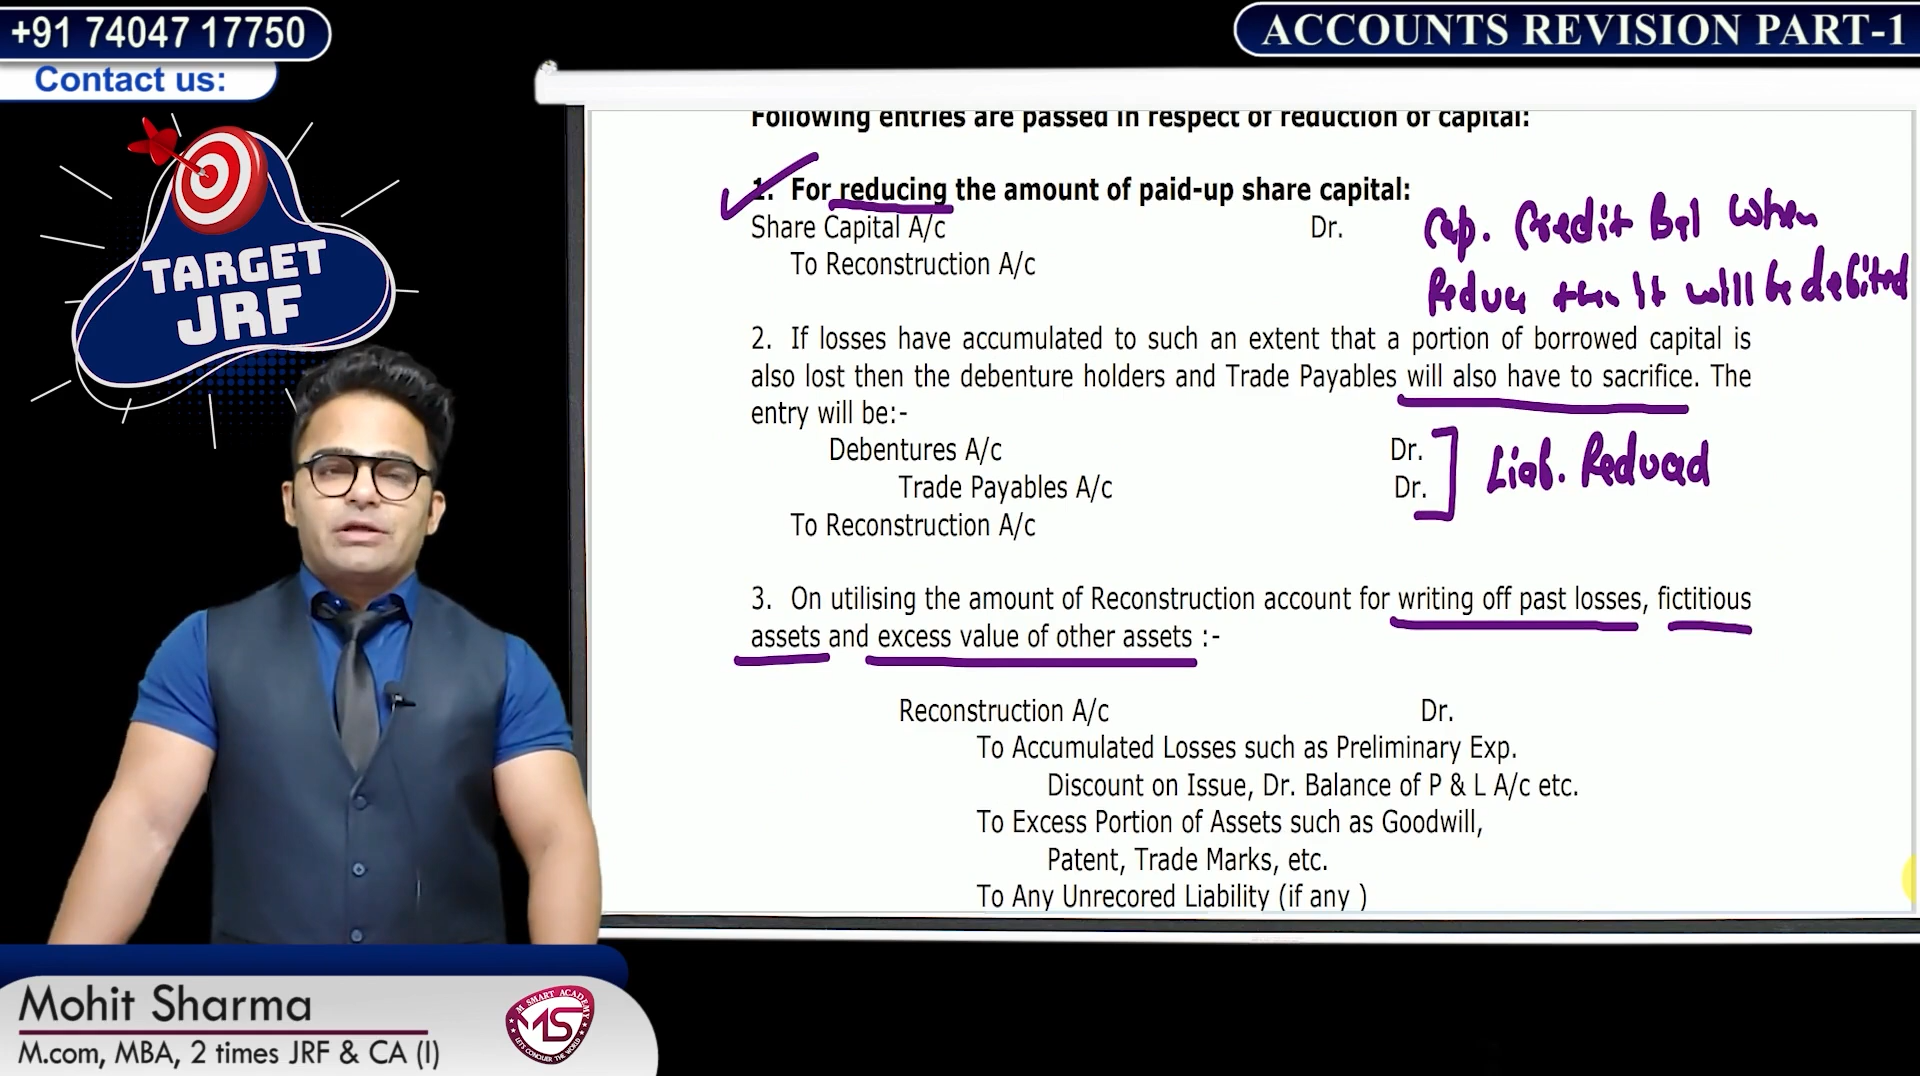 +91 74047 17750
Contact us:
ACCOUNTS REVISION PART-1
TARGET
JRF
Following entries are passed in respect of reduction of capital:
1. For reducing the amount of paid-up share capital:
Share Capital A/c Dr.
To Reconstruction A/c
Cap. Credit Bal When
Reduce then it will be debited
2. If losses have accumulated to such an extent that a portion of borrowed capital is
also lost then the debenture holders and Trade Payables will also have to sacrifice. The
entry will be:-
Debentures A/c Dr.
Trade Payables A/c Dr.
To Reconstruction A/c
Liab. Reduced
3. On utilising the amount of Reconstruction account for writing off past losses, fictitious
assets and excess value of other assets :-
Reconstruction A/c Dr.
To Accumulated Losses such as Preliminary Exp.
Discount on Issue, Dr. Balance of P & L A/c etc.
To Excess Portion of Assets such as Goodwill,
Patent, Trade Marks, etc.
To Any Unrecored Liability (if any )
Mohit Sharma
M.com, MBA, 2 times JRF & CA (I)
M SMART ACADEMY
MS
LETS CONQUER THE WORLD